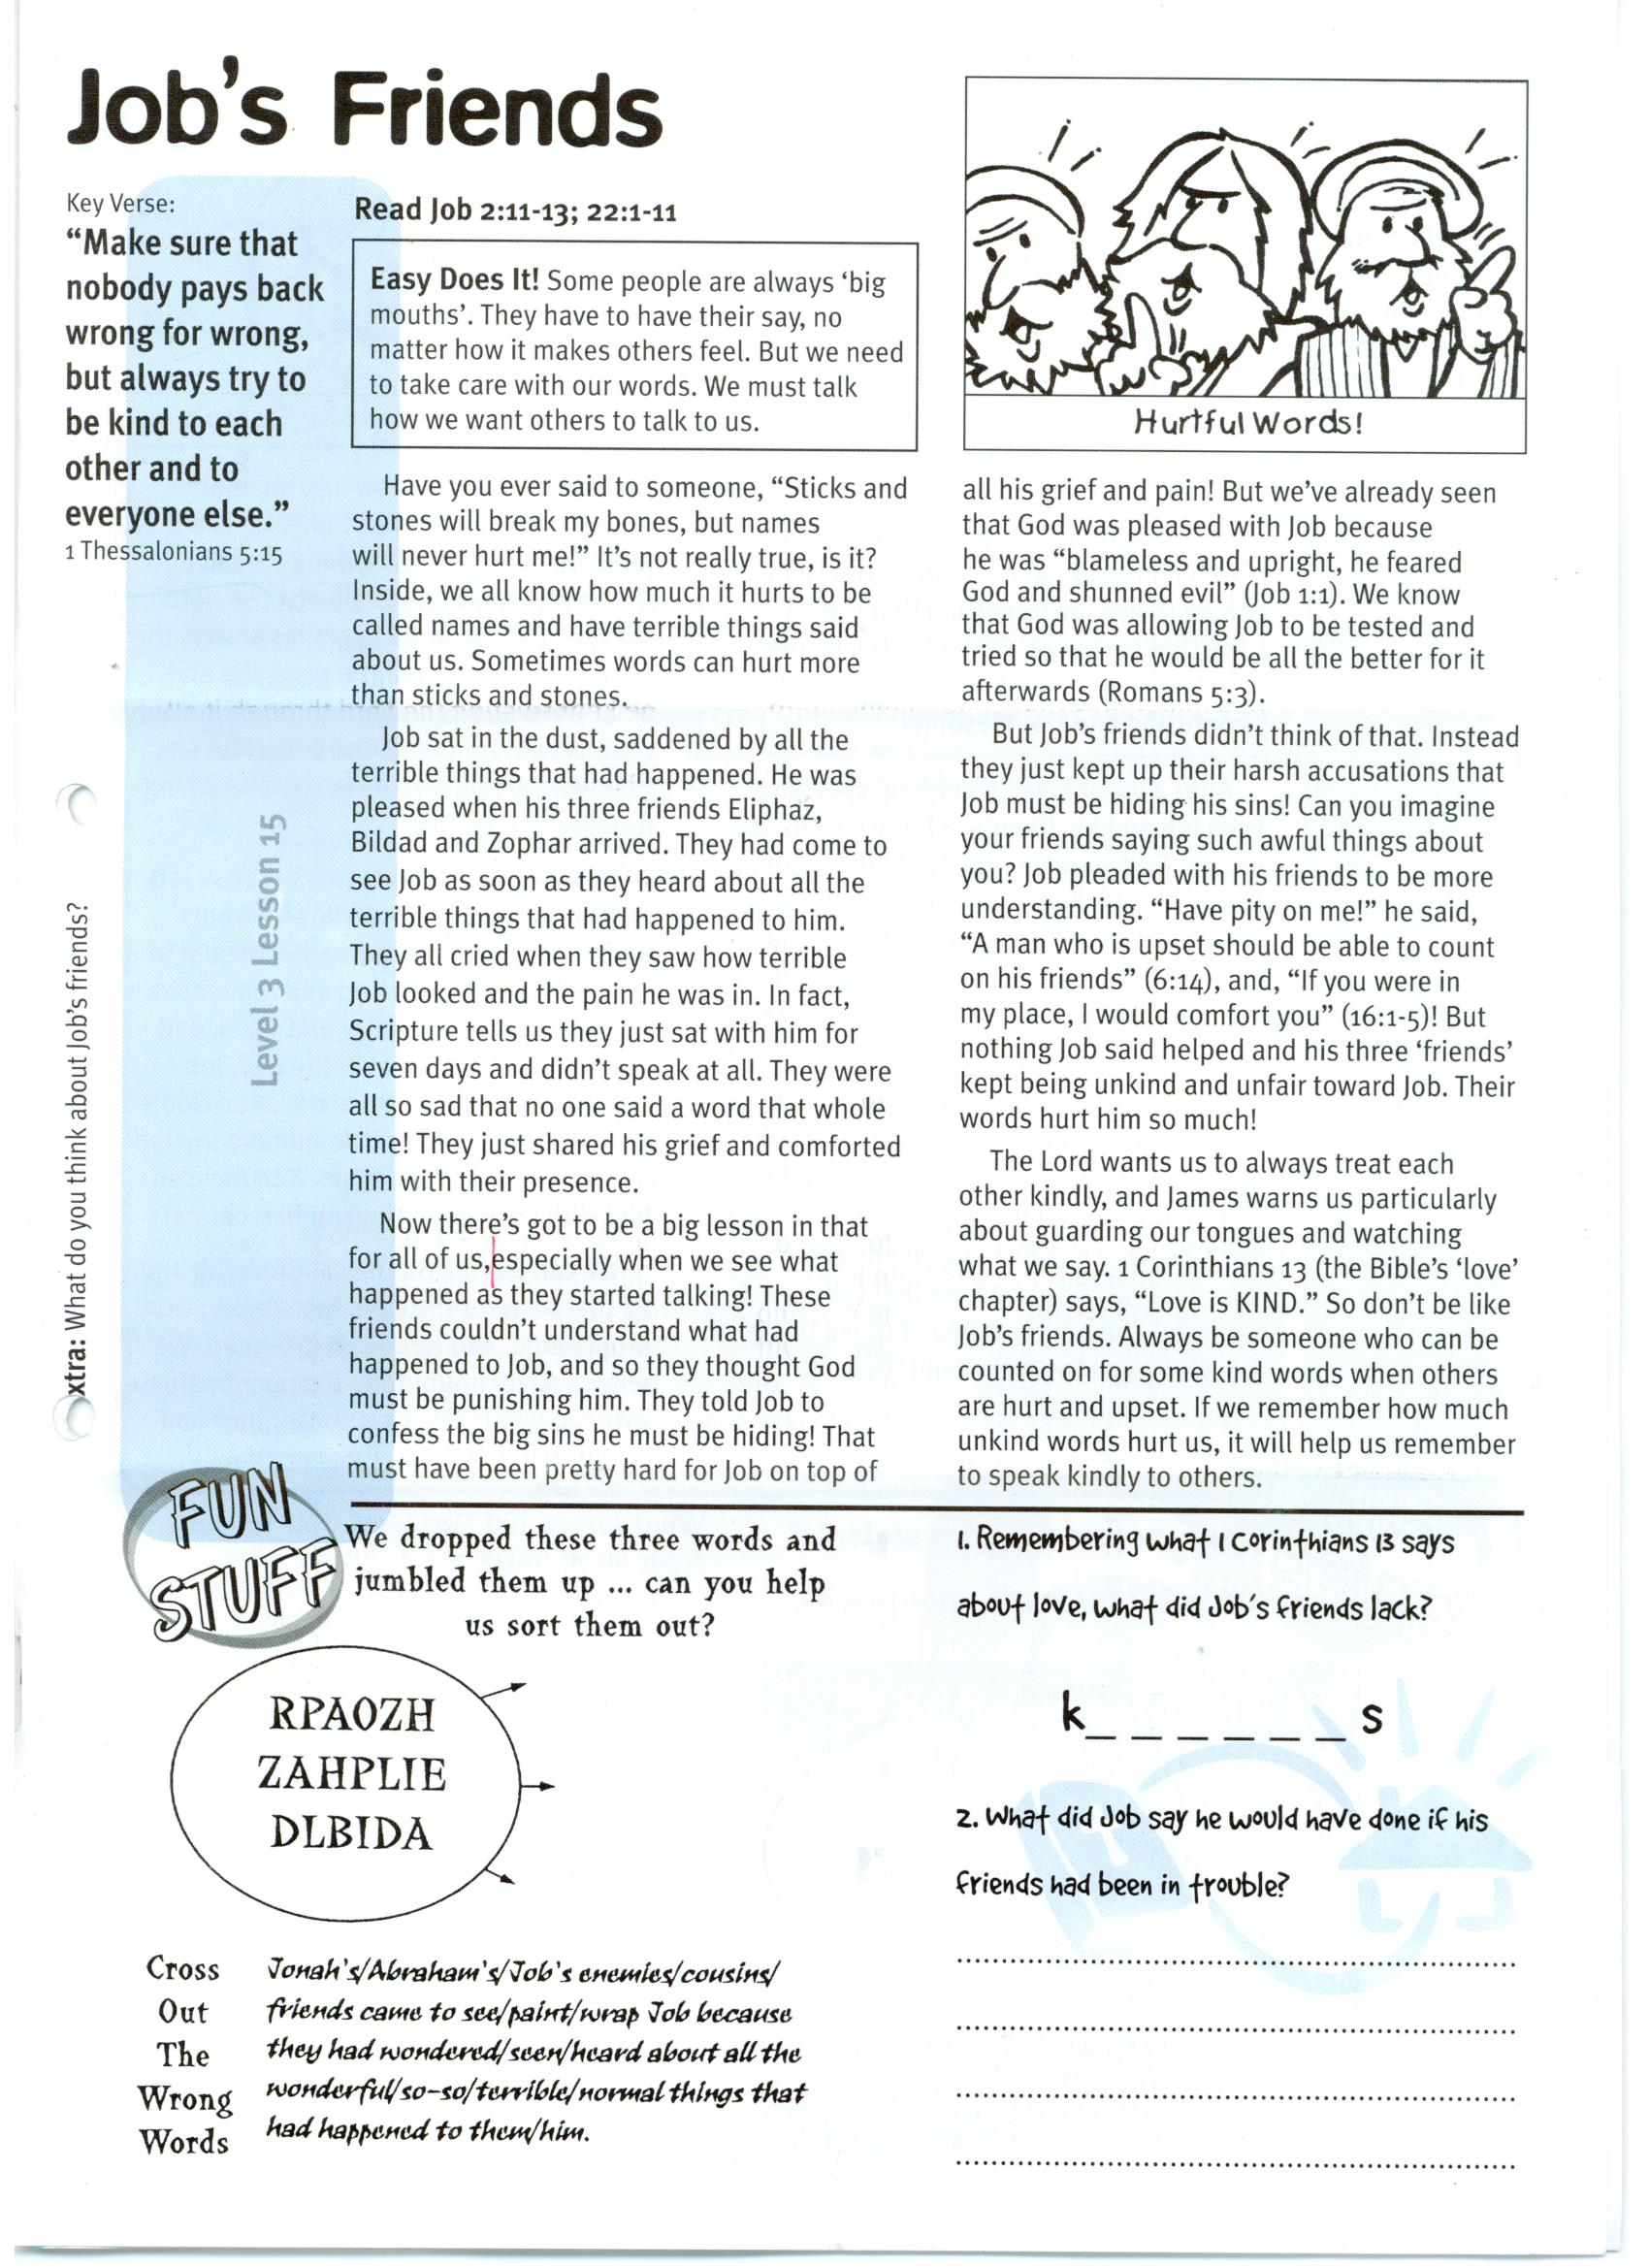 Job's Friends
Key Verse:
“Make sure that
nobody pays back
wrong for wrong,
but always try to
be kind to each
other and to
everyone else.”
1 Thessalonians 5:15
Level 3 Lesson 15
xtra: What do you think about Job's friends?
Read Job 2:11-13; 22:1-11
Easy Does It! Some people are always ‘big
mouths’. They have to have their say, no
matter how it makes others feel. But we need
to take care with our words. We must talk
how we want others to talk to us.
Have you ever said to someone, “Sticks and
stones will break my bones, but names
will never hurt me!” It’s not really true, is it?
Inside, we all know how much it hurts to be
called names and have terrible things said
about us. Sometimes words can hurt more
than sticks and stones.
Job sat in the dust, saddened by all the
terrible things that had happened. He was
pleased when his three friends Eliphaz,
Bildad and Zophar arrived. They had come to
see Job as soon as they heard about all the
terrible things that had happened to him.
They all cried when they saw how terrible
Job looked and the pain he was in. In fact,
Scripture tells us they just sat with him for
seven days and didn’t speak at all. They were
all so sad that no one said a word that whole
time! They just shared his grief and comforted
him with their presence.
Now there’s got to be a big lesson in that
for all of us, especially when we see what
happened as they started talking! These
friends couldn’t understand what had
happened to Job, and so they thought God
must be punishing him. They told Job to
confess the big sins he must be hiding! That
must have been pretty hard for Job on top of
Hurtful Words!
all his grief and pain! But we’ve already seen
that God was pleased with Job because
he was “blameless and upright, he feared
God and shunned evil” (Job 1:1). We know
that God was allowing Job to be tested and
tried so that he would be all the better for it
afterwards (Romans 5:3).
But Job’s friends didn’t think of that. Instead
they just kept up their harsh accusations that
Job must be hiding his sins! Can you imagine
your friends saying such awful things about
you? Job pleaded with his friends to be more
understanding. “Have pity on me!” he said,
“A man who is upset should be able to count
on his friends” (6:14), and, “If you were in
my place, I would comfort you” (16:1-5)! But
nothing Job said helped and his three ‘friends’
kept being unkind and unfair toward Job. Their
words hurt him so much!
The Lord wants us to always treat each
other kindly, and James warns us particularly
about guarding our tongues and watching
what we say. 1 Corinthians 13 (the Bible’s ‘love’
chapter) says, “Love is KIND.” So don’t be like
Job’s friends. Always be someone who can be
counted on for some kind words when others
are hurt and upset. If we remember how much
unkind words hurt us, it will help us remember
to speak kindly to others.
FUN
STUFF
We dropped these three words and
jumbled them up ... can you help
us sort them out?
RPAOZH
ZAHPLIE
DLBIDA
Cross
Out
The
Wrong
Words
Jonah's/Abraham's/Job's enemies/cousins/
friends came to see/paint/wrap Job because
they had wondered/seen/heard about all the
wonderful/so-so/terrible/normal things that
had happened to them/him.
1. Remembering what 1 Corinthians 13 says
about love, what did Job's friends lack?
k_ _ _ _ _ _ s
2. What did Job say he would have done if his
friends had been in trouble?